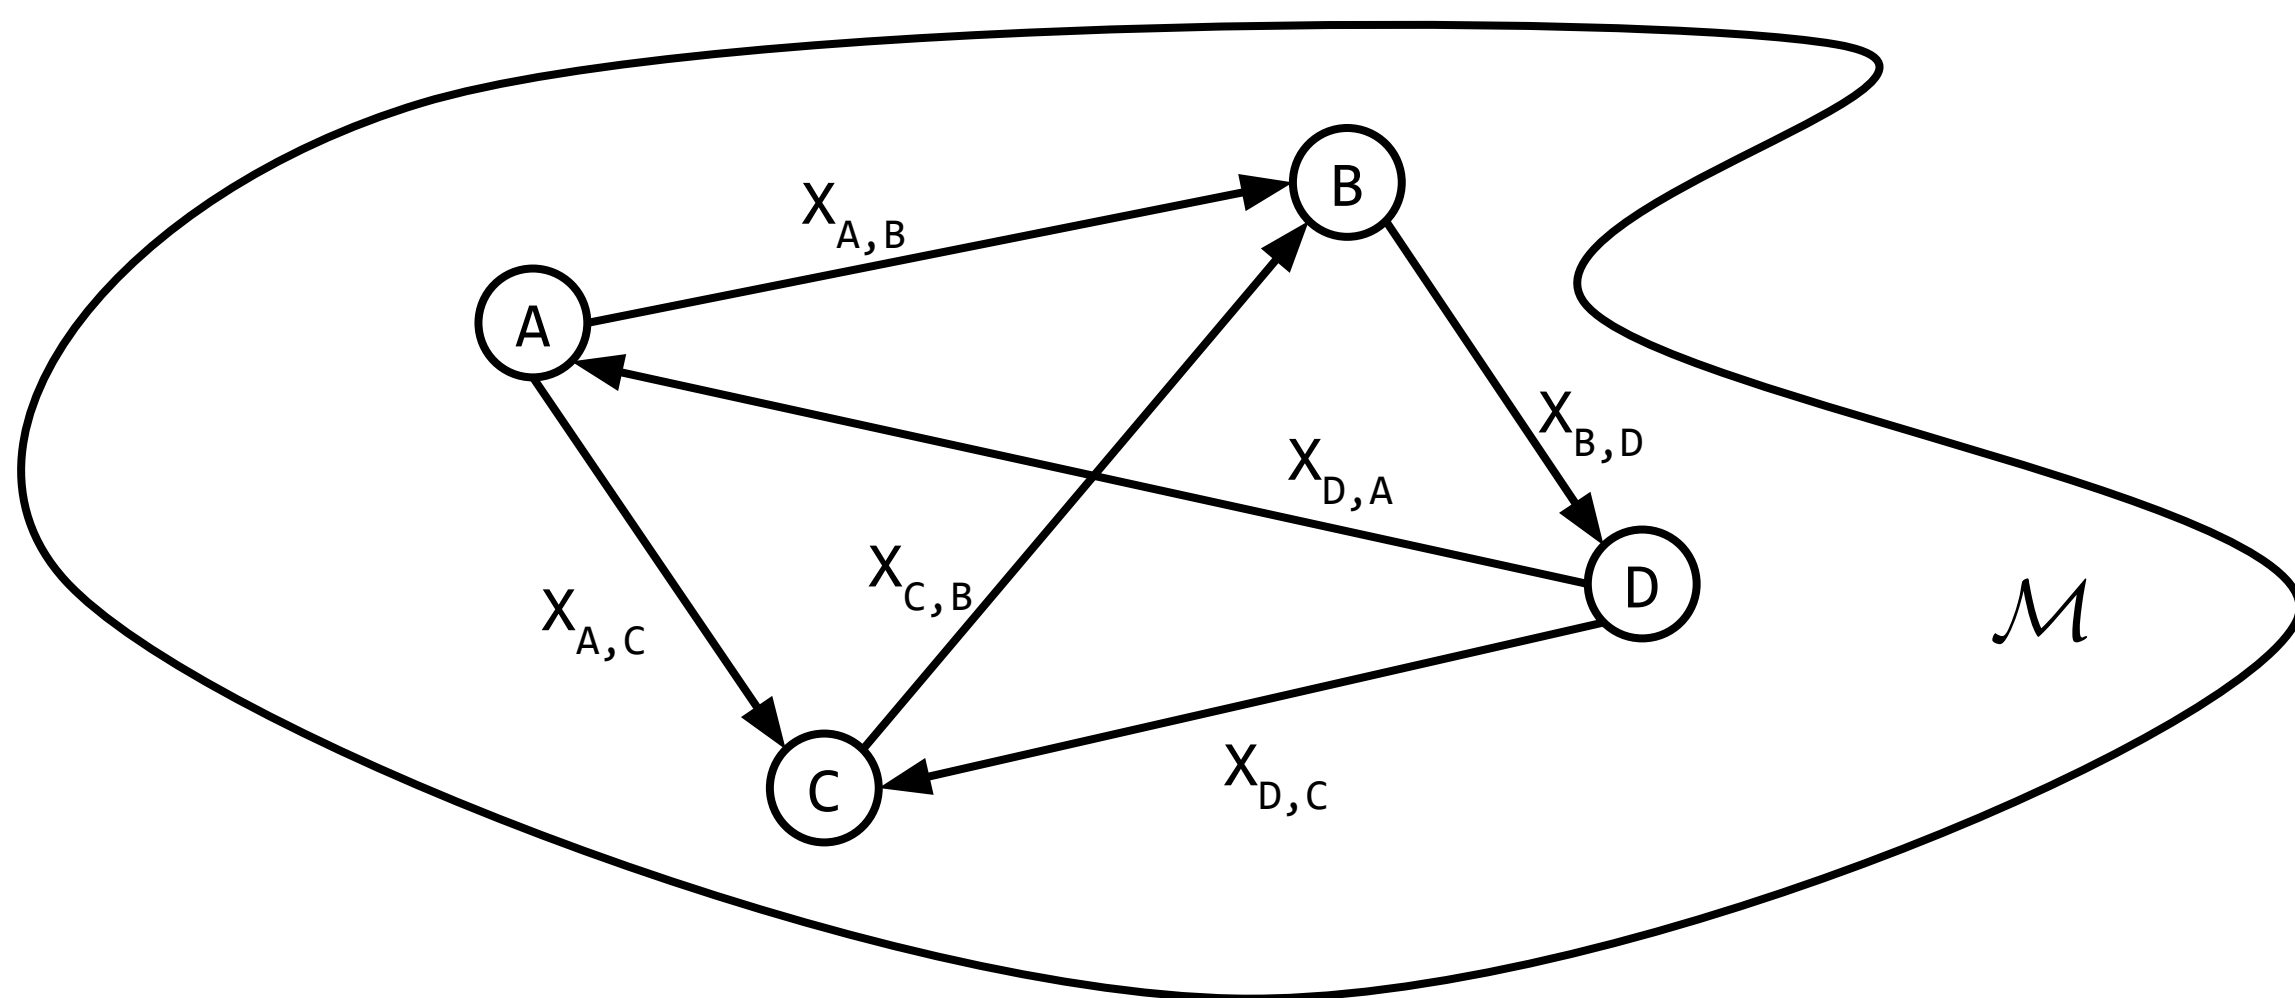 B
X_{A,B}
A
X_{B,D}
X_{D,A}
X_{C,B}
D
X_{A,C}
ℳ
X_{D,C}
C